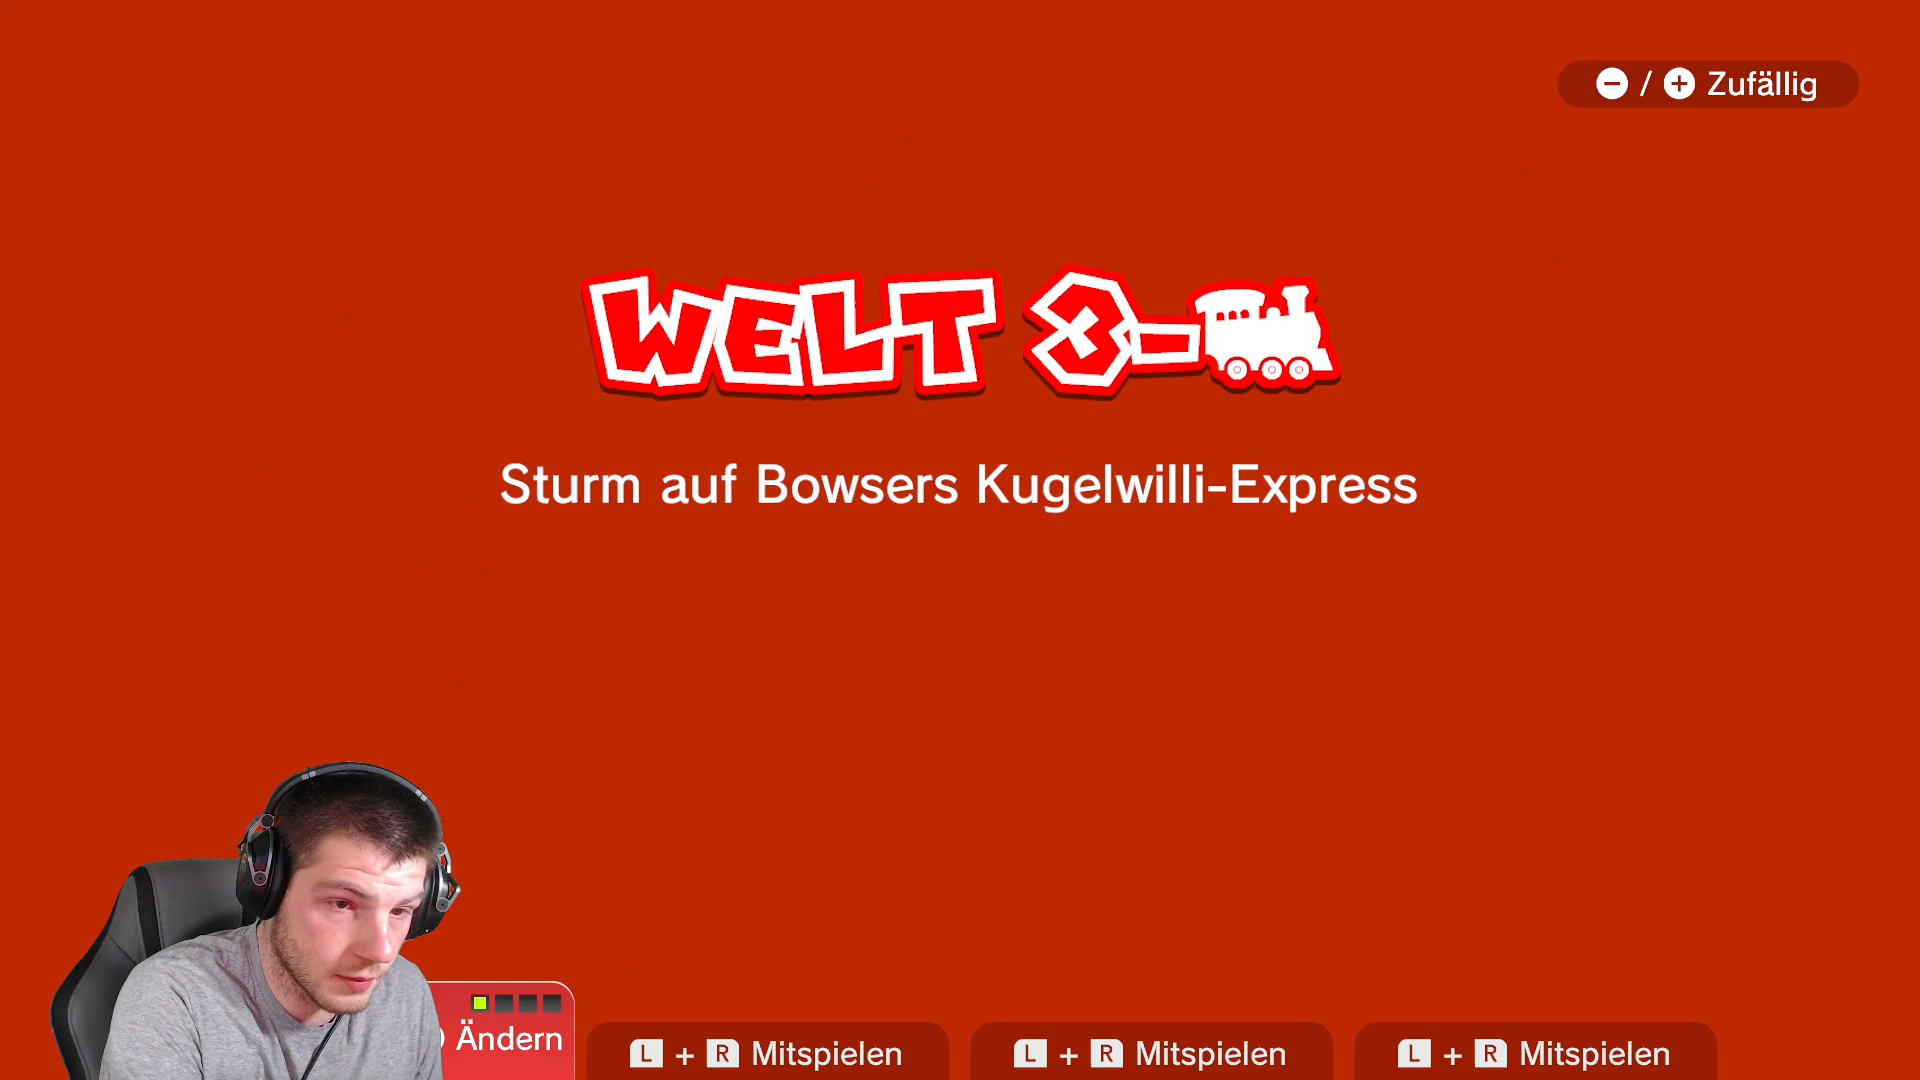 − / + Zufällig
WELT 3-
Sturm auf Bowsers Kugelwilli-Express
Ändern
L + R Mitspielen
L + R Mitspielen
L + R Mitspielen